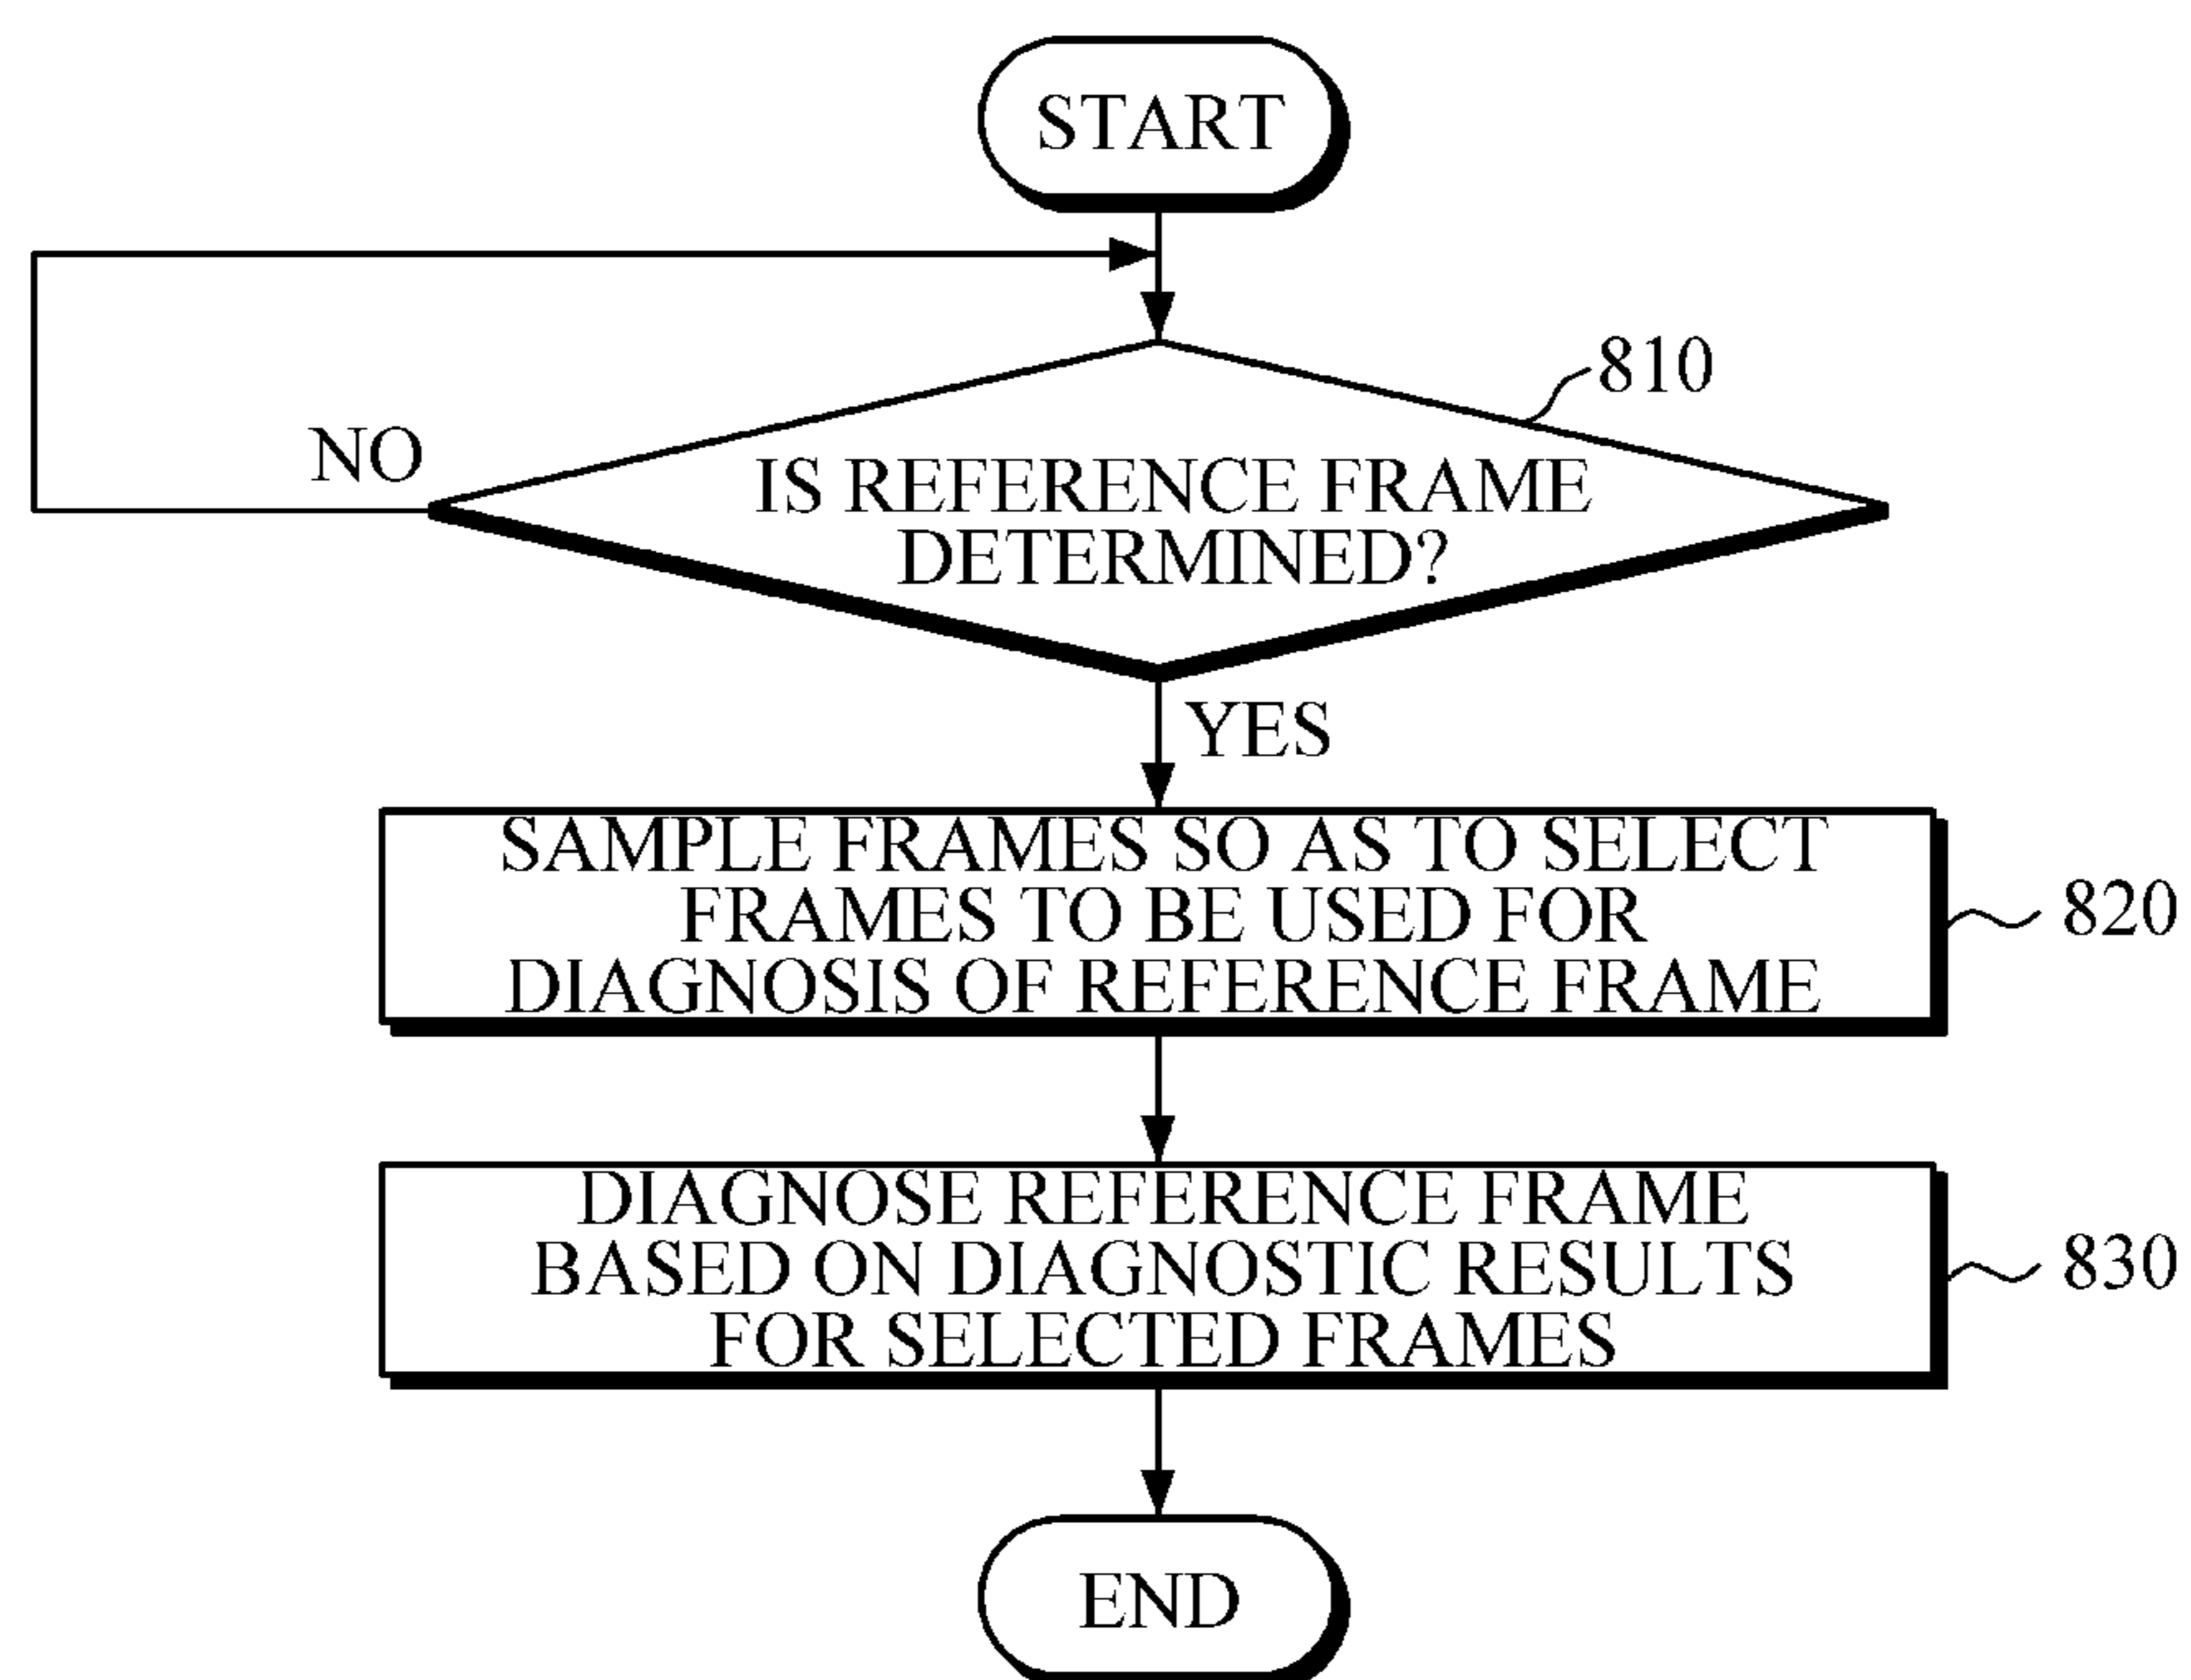 START
810
NO
IS REFERENCE FRAME
DETERMINED?
YES
SAMPLE FRAMES SO AS TO SELECT
FRAMES TO BE USED FOR
DIAGNOSIS OF REFERENCE FRAME
820
DIAGNOSE REFERENCE FRAME
BASED ON DIAGNOSTIC RESULTS
FOR SELECTED FRAMES
830
END